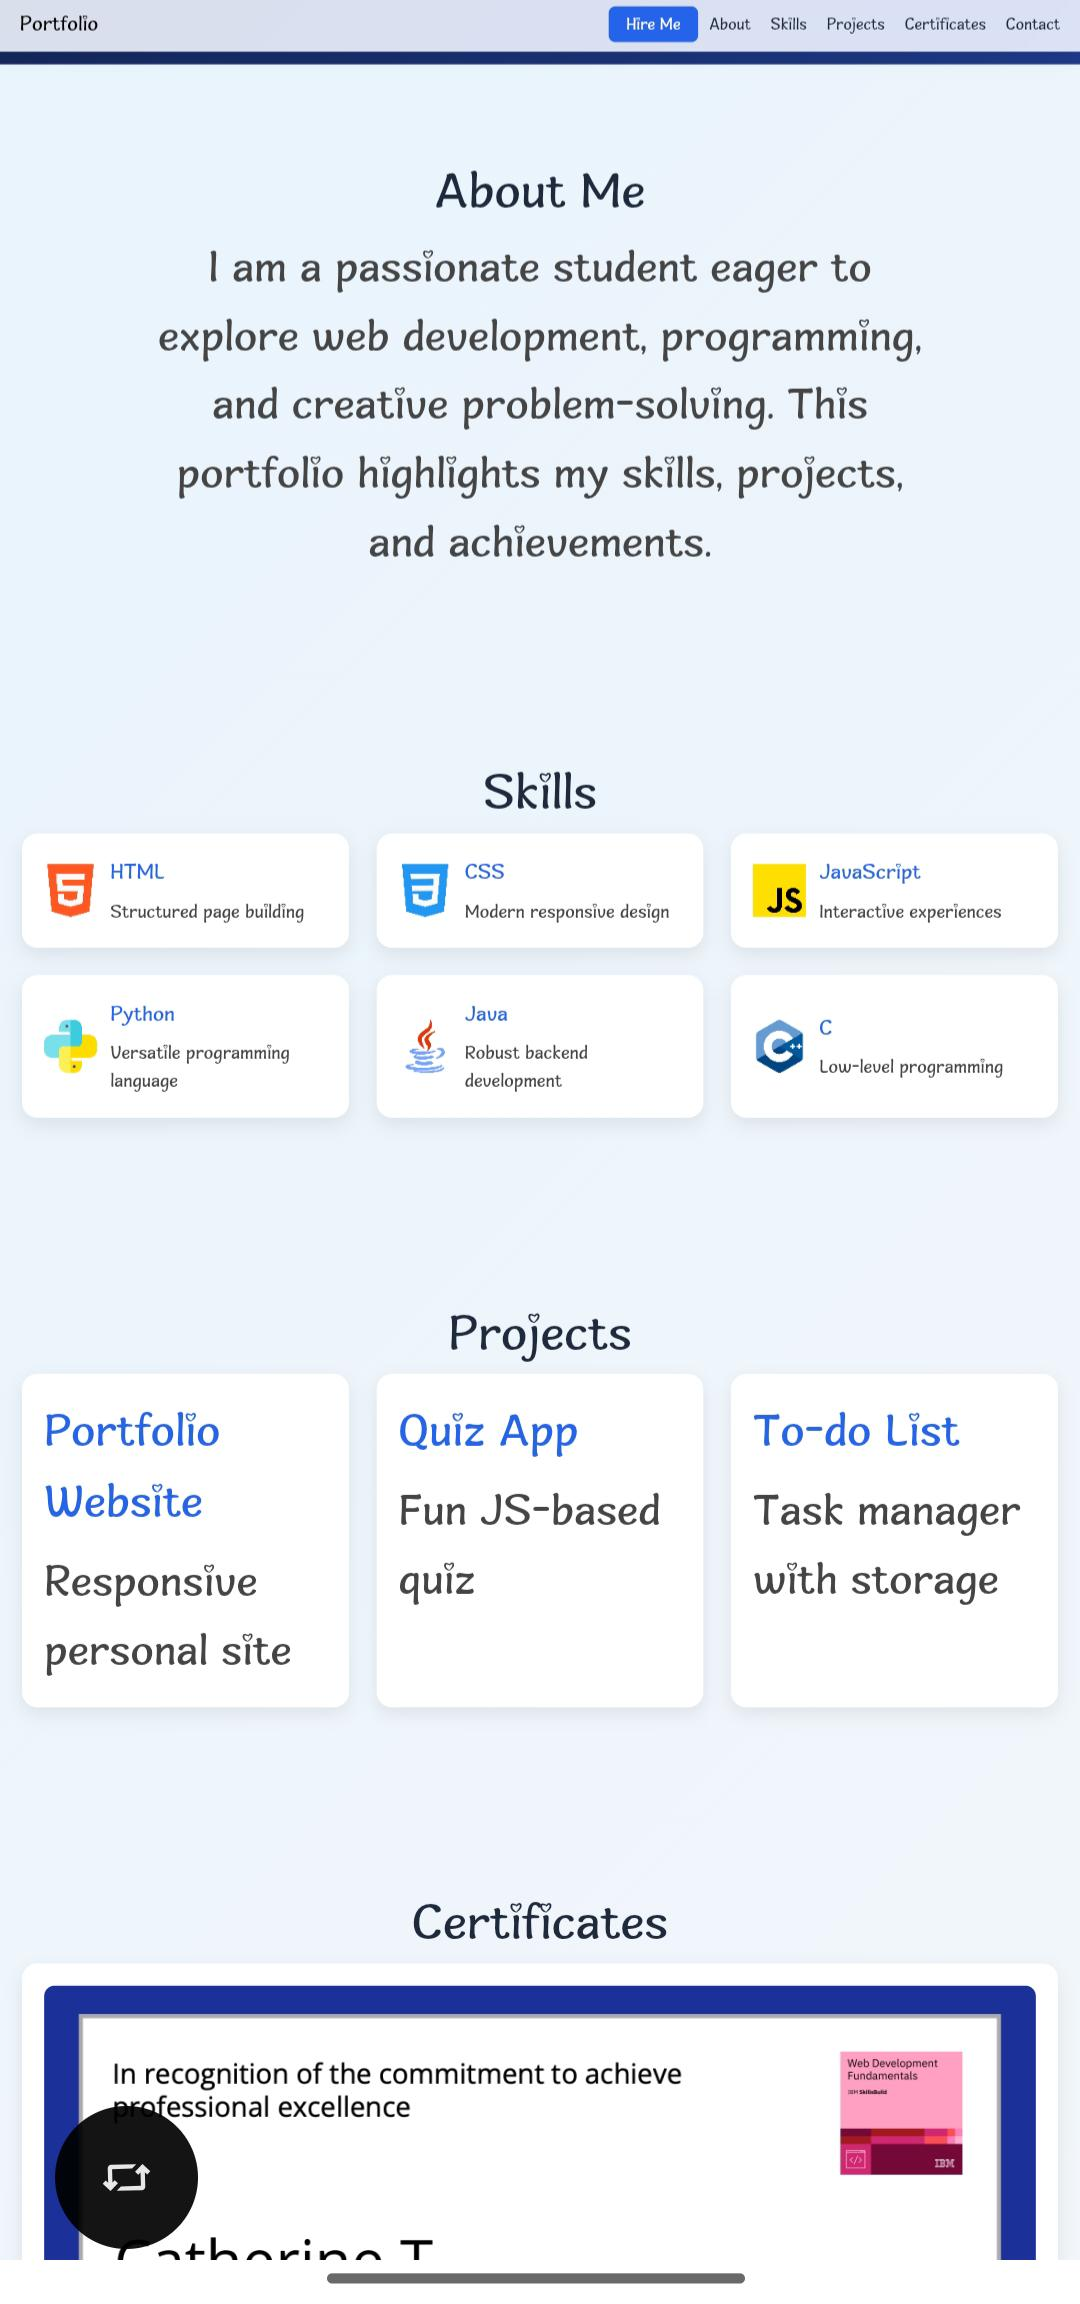 Portfolio
Hire Me About Skills Projects Certificates Contact
About Me
I am a passionate student eager to
explore web development, programming,
and creative problem-solving. This
portfolio highlights my skills, projects,
and achievements.
Skills
HTML
Structured page building
CSS
Modern responsive design
JS
JavaScript
Interactive experiences
Python
Versatile programming
language
Java
Robust backend
development
C++
C
Low-level programming
Projects
Portfolio
Website
Responsive
personal site
Quiz App
Fun JS-based
quiz
To-do List
Task manager
with storage
Certificates
In recognition of the commitment to achieve
professional excellence
Web Development
Fundamentals
IBM SkillsBuild
</>
IBM
Catherine T